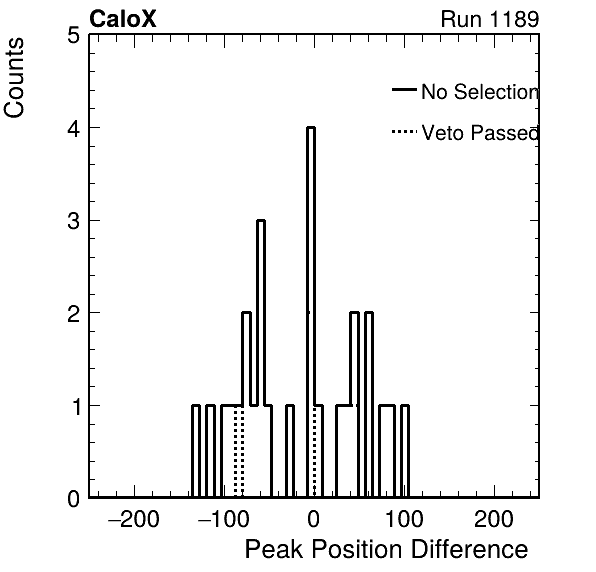 CaloX Run 1189
Counts
5
No Selection
4
Veto Passed
3
2
1
0
−200 −100 0 100 200
Peak Position Difference